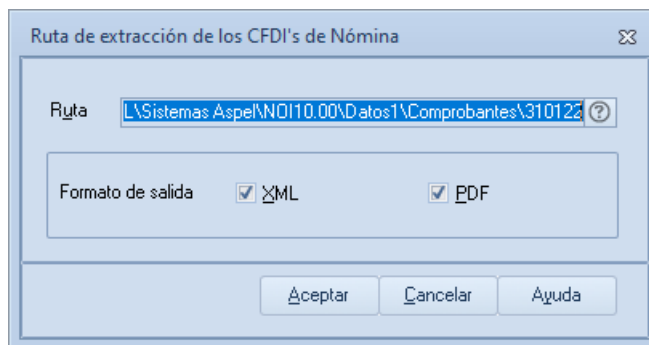 Ruta de extracción de los CFDI's de Nómina
Ruta L\Sistemas Aspel\NOI10.00\Datos1\Comprobantes\310122
Formato de salida XML PDF
Aceptar Cancelar Ayuda